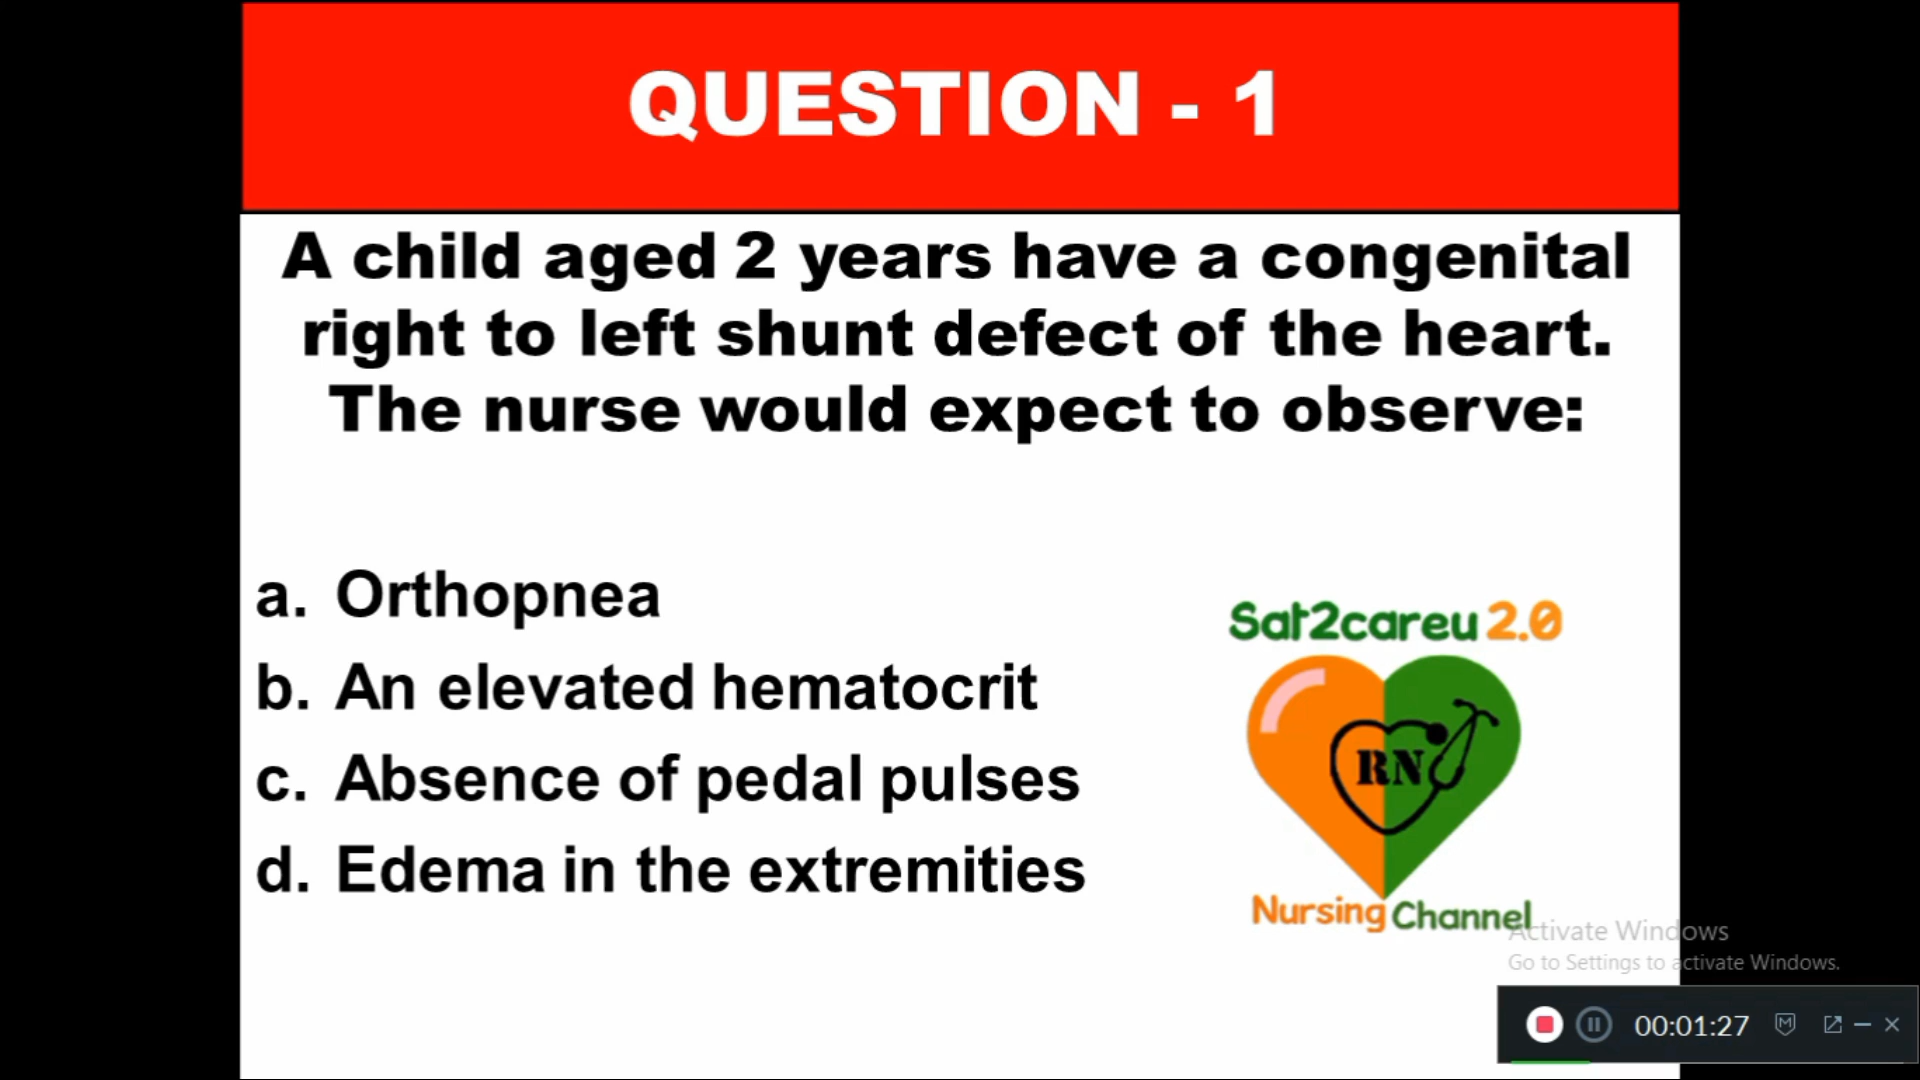 QUESTION - 1
A child aged 2 years have a congenital
right to left shunt defect of the heart.
The nurse would expect to observe:
a. Orthopnea
b. An elevated hematocrit
c. Absence of pedal pulses
d. Edema in the extremities
Sat2careu 2.0
RN
Nursing Channel
Activate Windows
Go to Settings to activate Windows.
00:01:27